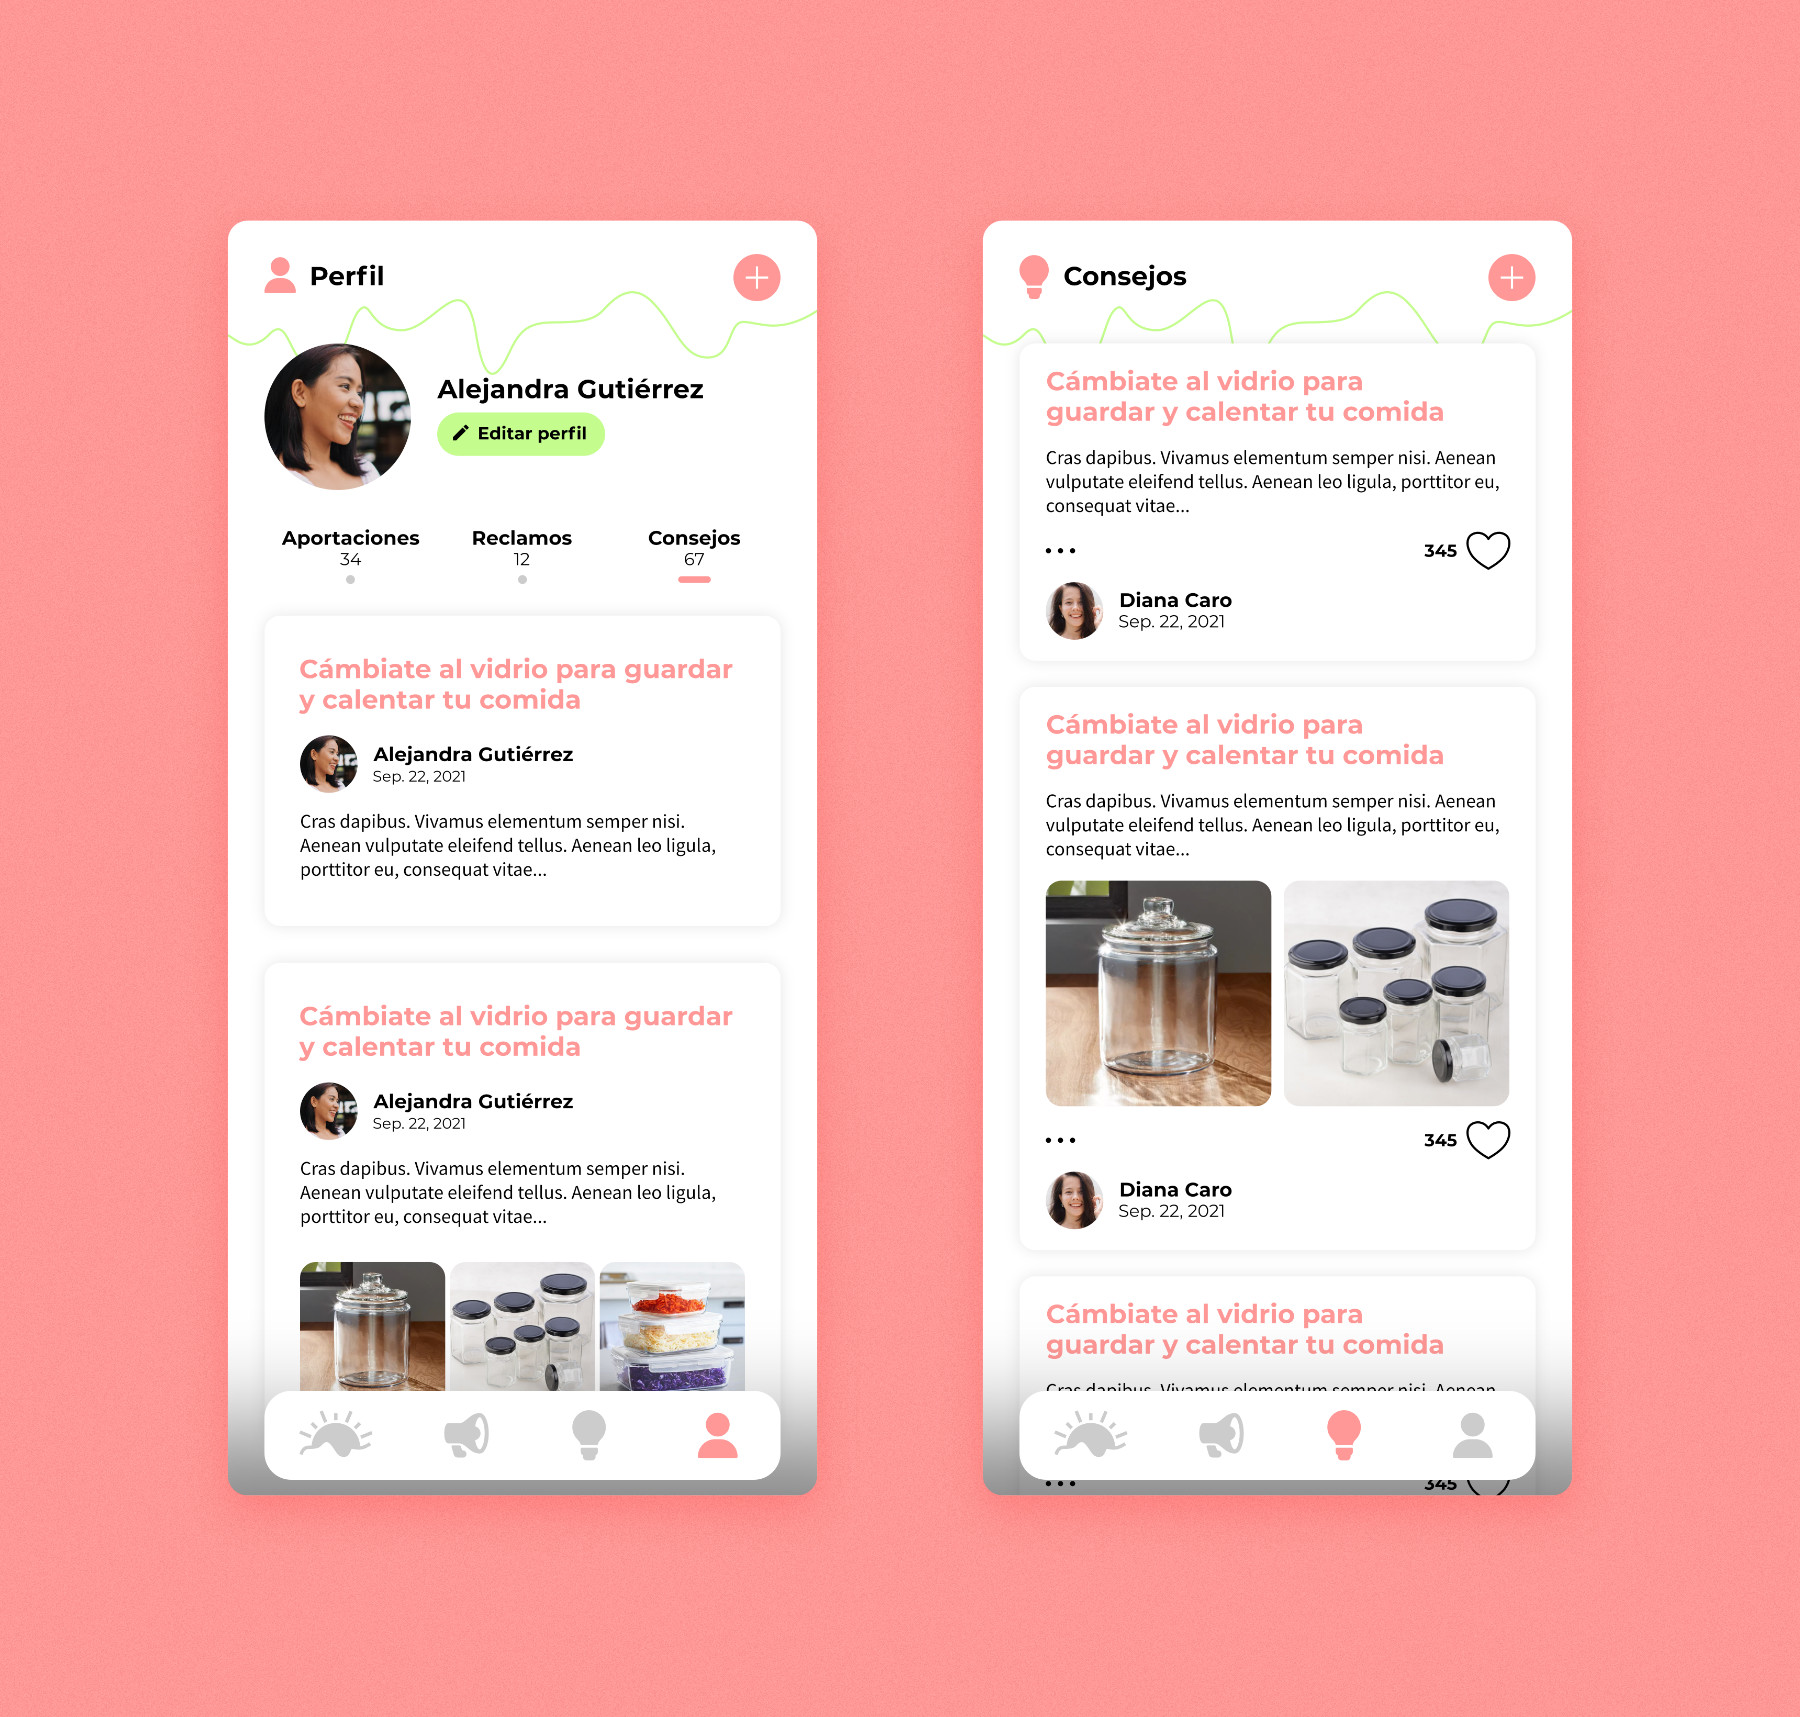 Perfil
Alejandra Gutiérrez
Editar perfil
Aportaciones
34
Reclamos
12
Consejos
67
Cámbiate al vidrio para guardar
y calentar tu comida
Alejandra Gutiérrez
Sep. 22, 2021
Cras dapibus. Vivamus elementum semper nisi.
Aenean vulputate eleifend tellus. Aenean leo ligula,
porttitor eu, consequat vitae...
Cámbiate al vidrio para guardar
y calentar tu comida
Alejandra Gutiérrez
Sep. 22, 2021
Cras dapibus. Vivamus elementum semper nisi.
Aenean vulputate eleifend tellus. Aenean leo ligula,
porttitor eu, consequat vitae...
Consejos
Cámbiate al vidrio para
guardar y calentar tu comida
Cras dapibus. Vivamus elementum semper nisi. Aenean
vulputate eleifend tellus. Aenean leo ligula, porttitor eu,
consequat vitae...
345
Diana Caro
Sep. 22, 2021
Cámbiate al vidrio para
guardar y calentar tu comida
Cras dapibus. Vivamus elementum semper nisi. Aenean
vulputate eleifend tellus. Aenean leo ligula, porttitor eu,
consequat vitae...
345
Diana Caro
Sep. 22, 2021
Cámbiate al vidrio para
guardar y calentar tu comida
Cras dapibus. Vivamus elementum semper nisi. Aenean
345